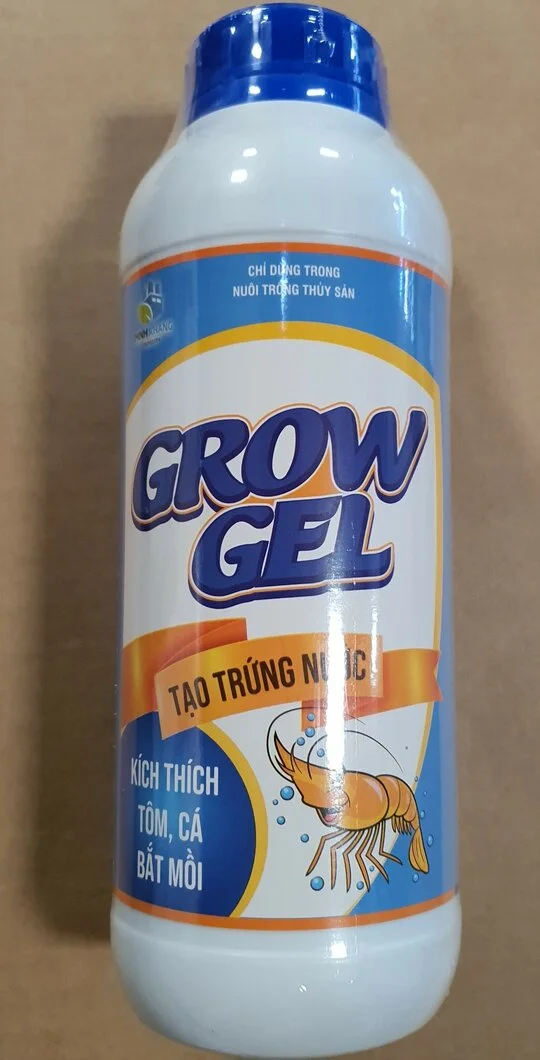 CHỈ DÙNG TRONG
NUÔI TRỒNG THỦY SẢN
GROW
GEL
TẠO TRỨNG NƯỚC
KÍCH THÍCH
TÔM, CÁ
BẮT MỒI